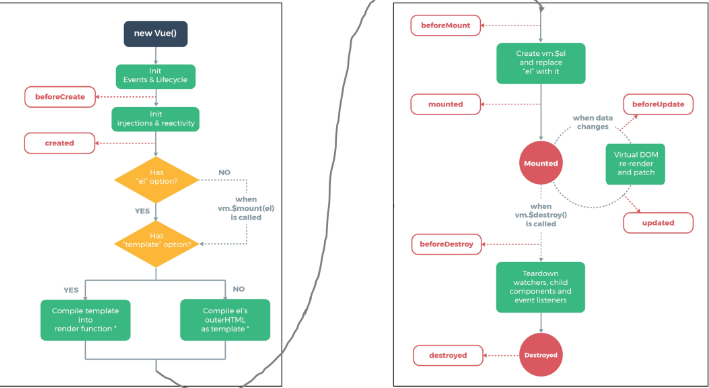 new Vue()
Init
Events & Lifecycle
beforeCreate
Init
injections & reactivity
created
Has
"el" option?
NO
YES
when
vm.$mount(el)
is called
Has
"template" option?
YES
NO
Compile template
into
render function *
Compile el's
outerHTML
as template *
beforeMount
Create vm.$el
and replace
"el" with it
mounted
when data
changes
beforeUpdate
Mounted
Virtual DOM
re-render
and patch
updated
when
vm.$destroy()
is called
beforeDestroy
Teardown
watchers, child
components and
event listeners
destroyed
Destroyed